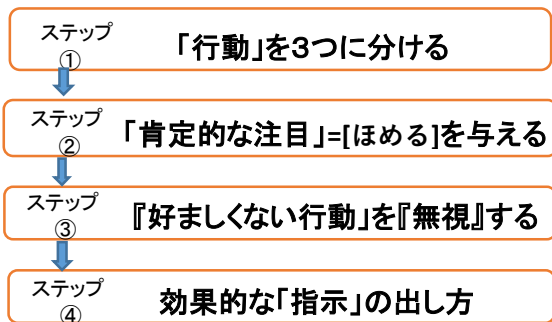 ステップ
①
「行動」を３つに分ける
ステップ
②
「肯定的な注目」=[ほめる]を与える
ステップ
③
『好ましくない行動」を『無視』する
ステップ
④
効果的な「指示」の出し方